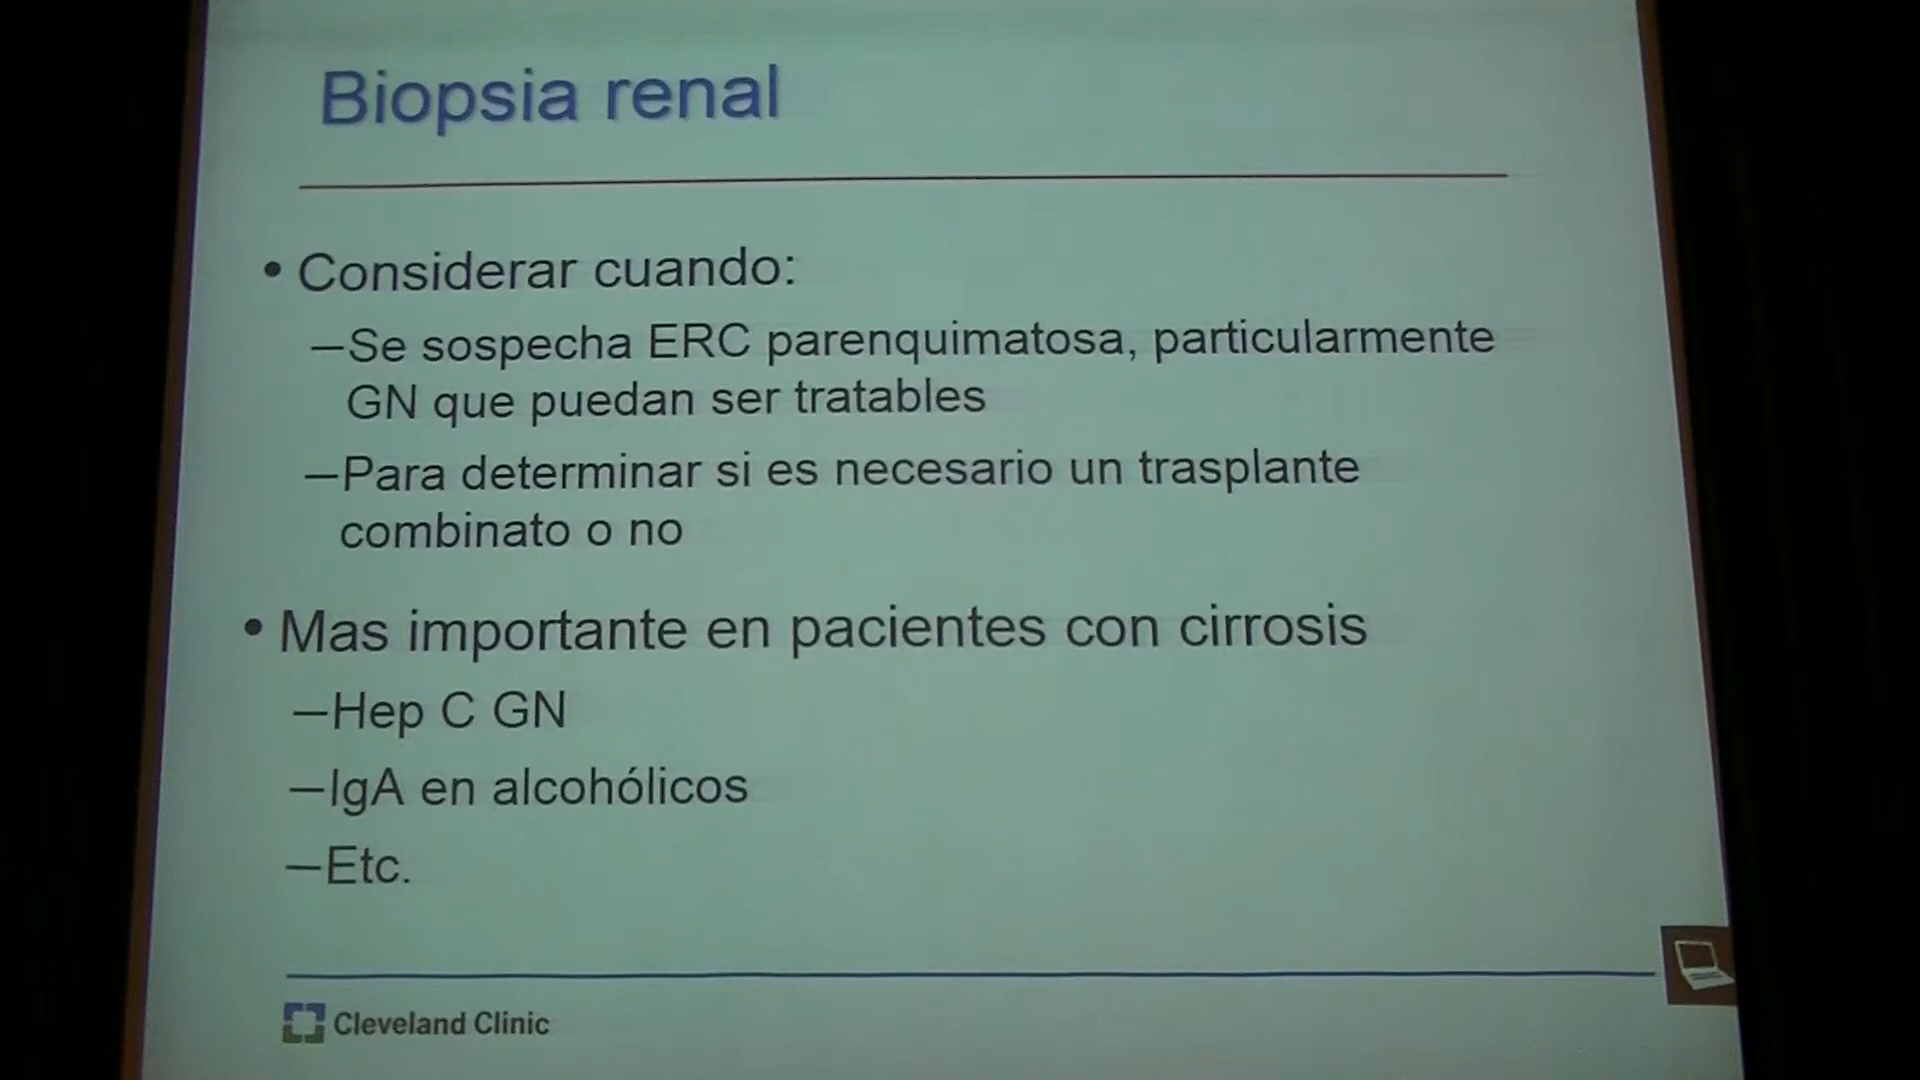 Biopsia renal
• Considerar cuando:
–Se sospecha ERC parenquimatosa, particularmente
GN que puedan ser tratables
–Para determinar si es necesario un trasplante
combinato o no
• Mas importante en pacientes con cirrosis
–Hep C GN
–IgA en alcohólicos
–Etc.
Cleveland Clinic